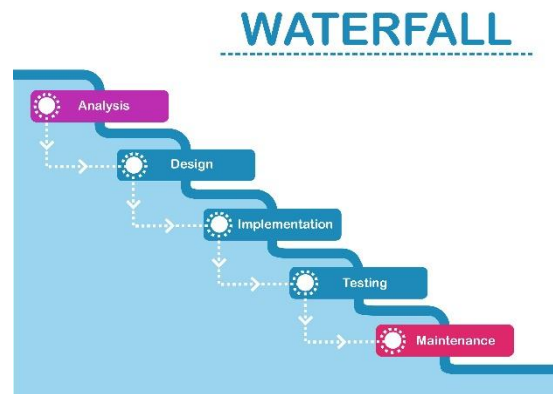 WATERFALL
Analysis
Design
Implementation
Testing
Maintenance